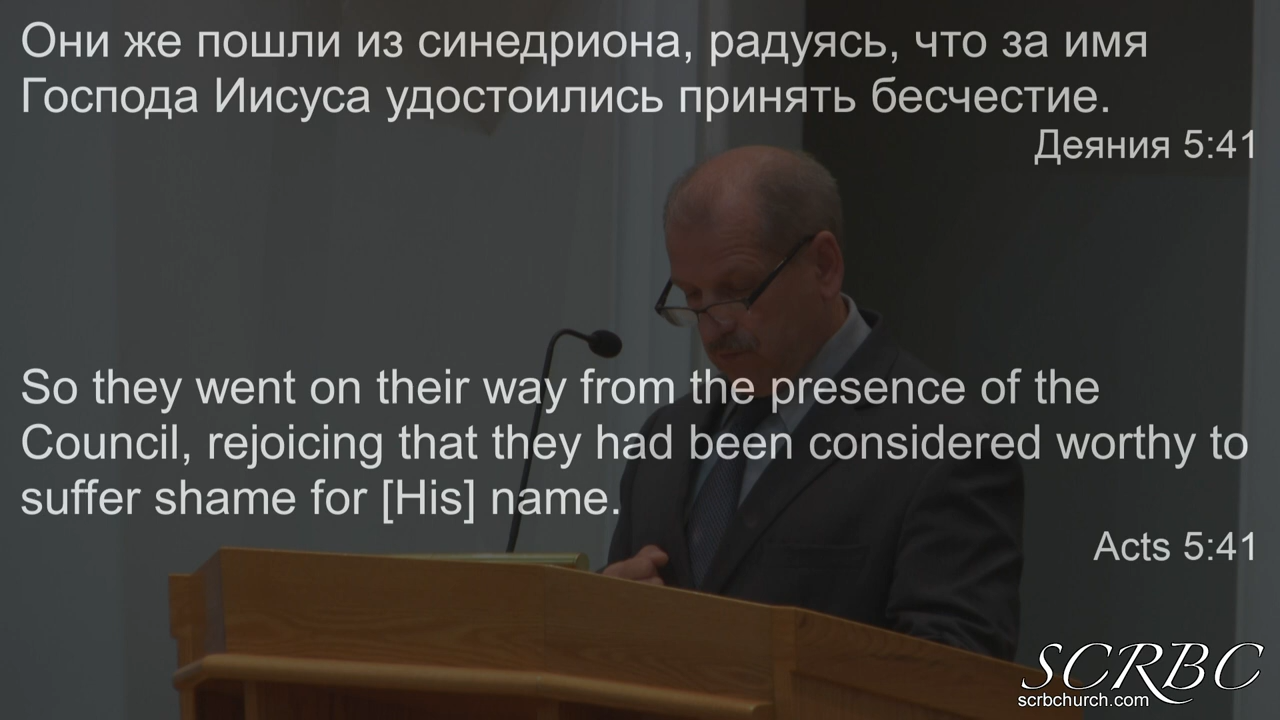 Они же пошли из синедриона, радуясь, что за имя
Господа Иисуса удостоились принять бесчестие.
Деяния 5:41
So they went on their way from the presence of the
Council, rejoicing that they had been considered worthy to
suffer shame for [His] name.
Acts 5:41
SCRBC
scrbchurch.com